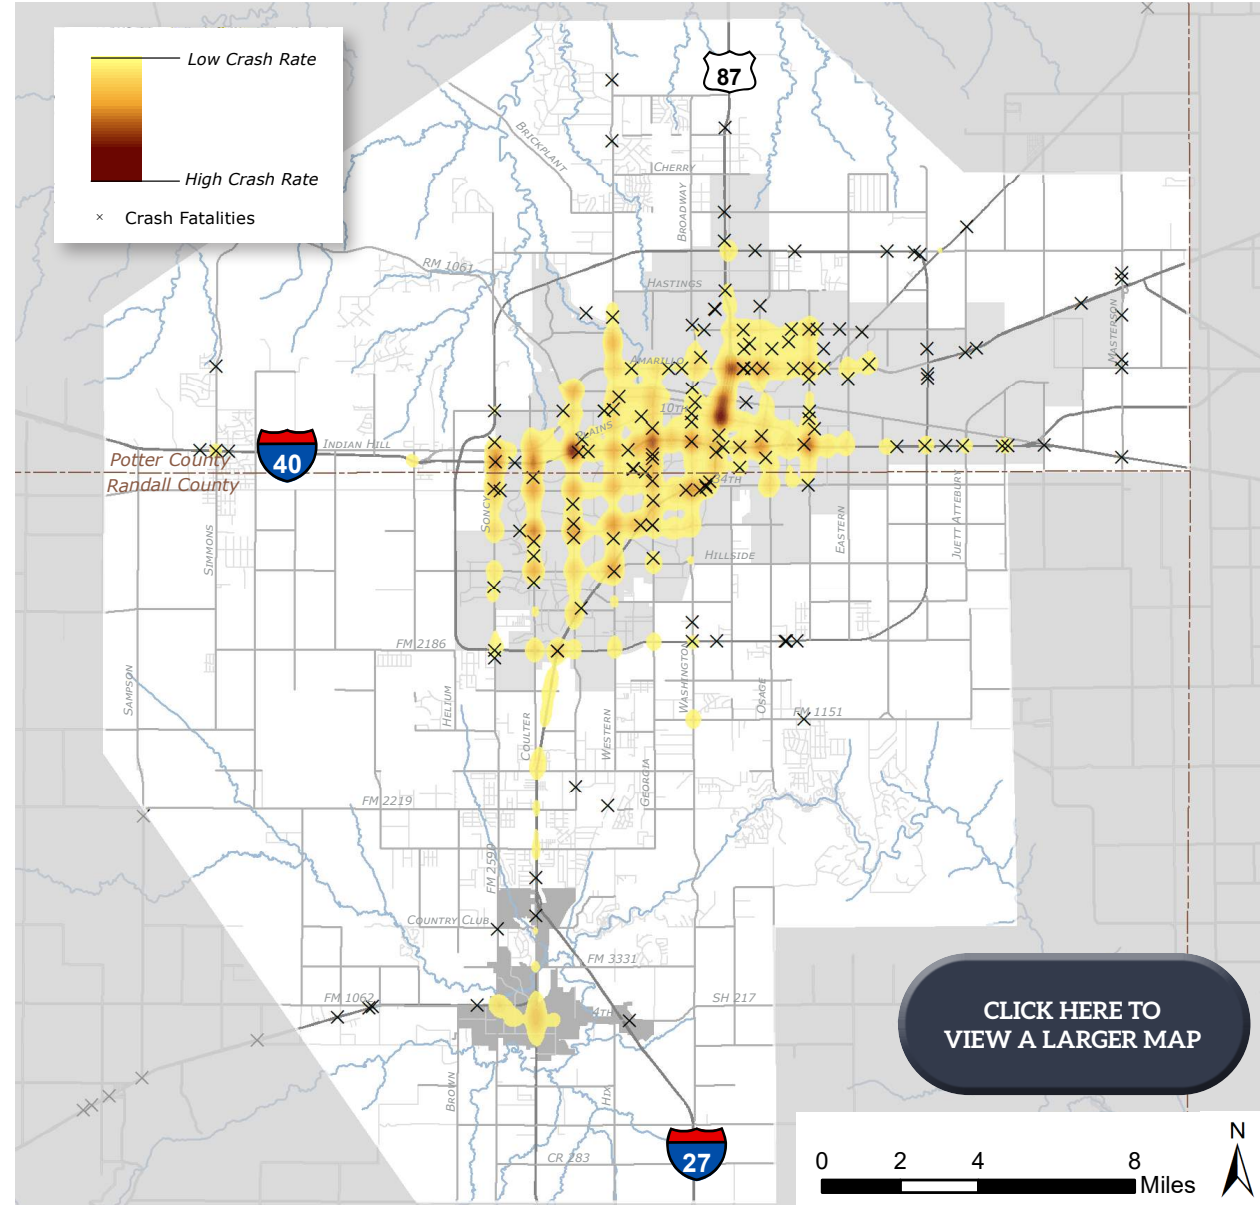 Low Crash Rate
High Crash Rate
Crash Fatalities
87
BRICKPLANT
CHERRY
BROADWAY
RM 1061
HASTINGS
MASTERSON
AMARILLO
10TH
PLAINS
INDIAN HILL
40
Potter County
Randall County
34TH
SONCY
SIMMONS
EASTERN
JUETT ATTEBURY
HILLSIDE
FM 2186
SAMPSON
HELIUM
COULTER
WESTERN
GEORGIA
WASHINGTON
OSAGE
FM 1151
FM 2219
FM 2590
COUNTRY CLUB
FM 3331
FM 1062
4TH
SH 217
BROWN
HIX
CR 283
27
CLICK HERE TO
VIEW A LARGER MAP
N
0 2 4 8
Miles